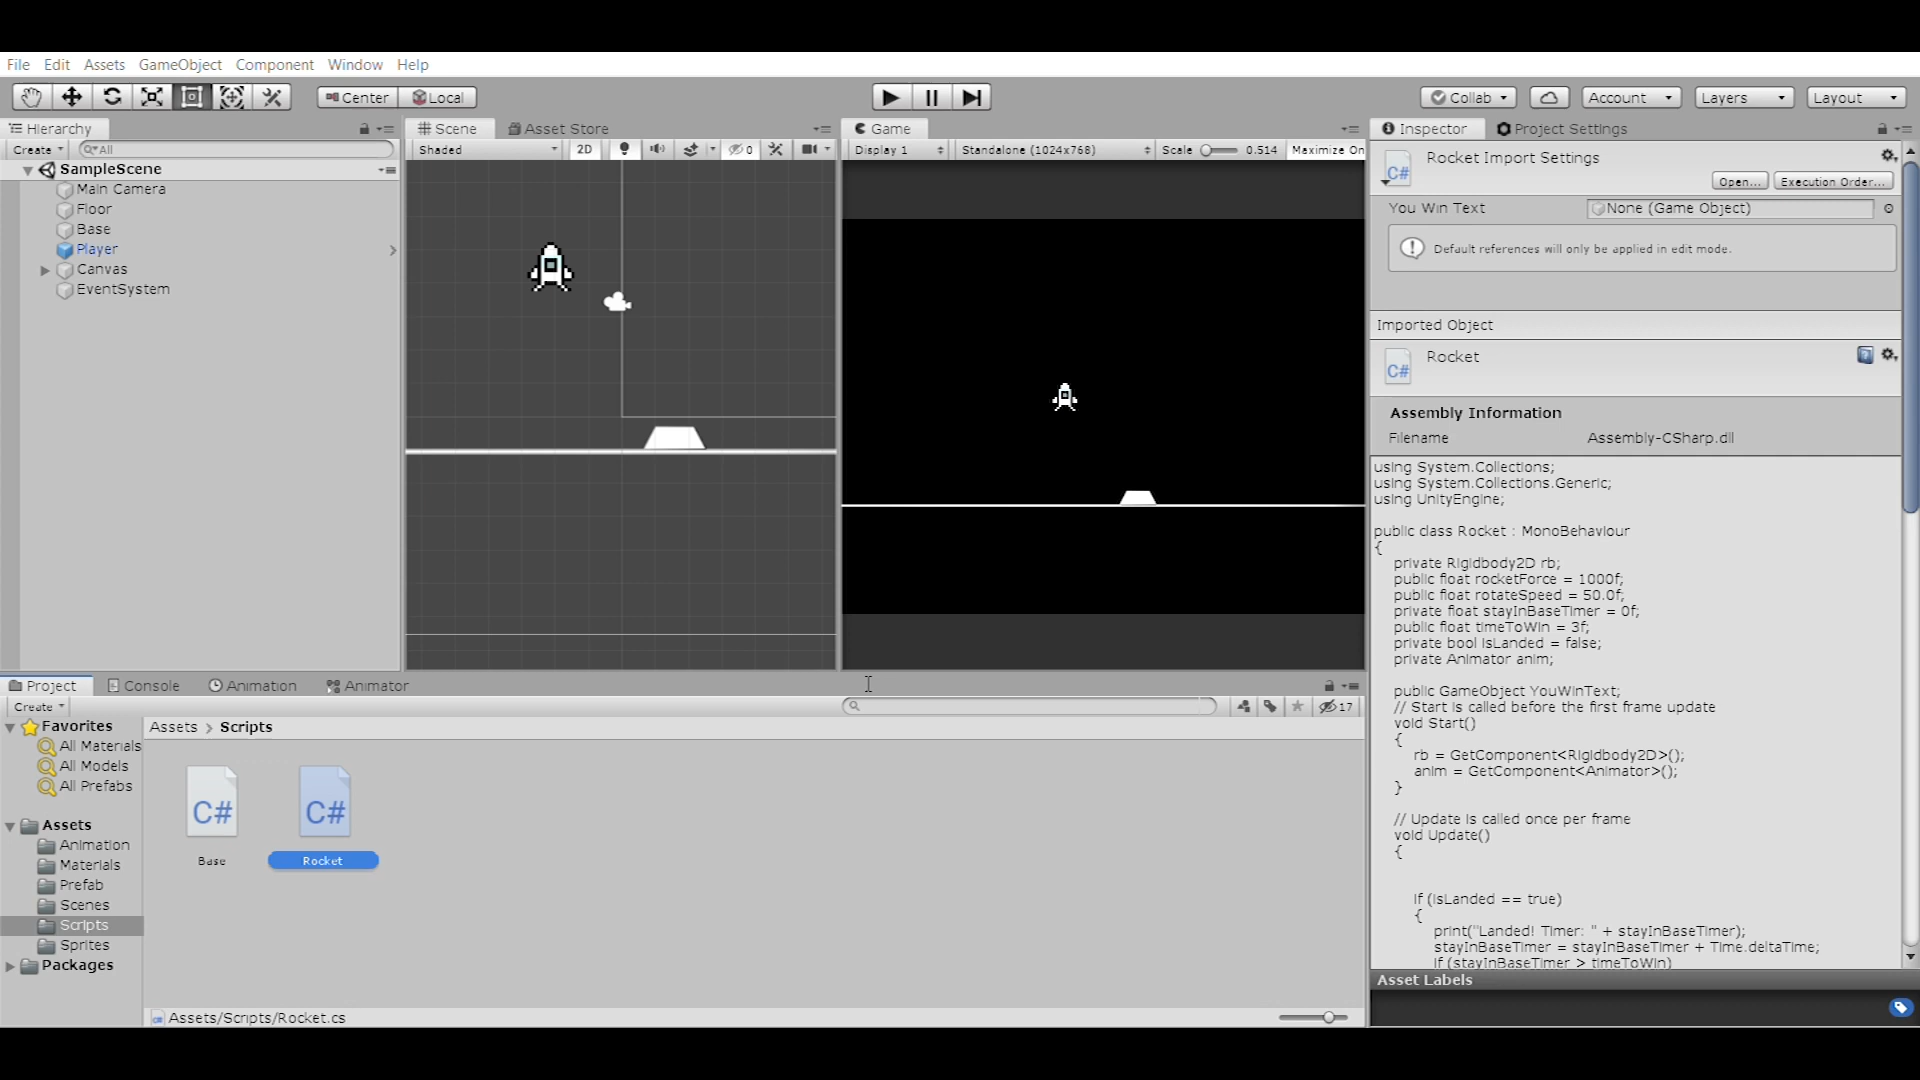 File Edit Assets GameObject Component Window Help
Center Local Collab Account Layers Layout
Hierarchy
Create All
SampleScene
Main Camera
Floor
Base
Player
Canvas
EventSystem
Scene Asset Store
Shaded 2D 0
Game
Display 1 Standalone (1024x768) Scale 0.514 Maximize On
Inspector Project Settings
C# Rocket Import Settings
Open... Execution Order...
You Win Text None (Game Object)
Default references will only be applied in edit mode.
Imported Object
C# Rocket
Assembly Information
Filename Assembly-CSharp.dll
using System.Collections;
using System.Collections.Generic;
using UnityEngine;
public class Rocket : MonoBehaviour
{
private Rigidbody2D rb;
public float rocketForce = 1000f;
public float rotateSpeed = 50.0f;
private float stayInBaseTimer = 0f;
public float timeToWin = 3f;
private bool isLanded = false;
private Animator anim;
public GameObject YouWinText;
// Start is called before the first frame update
void Start()
{
rb = GetComponent<Rigidbody2D>();
anim = GetComponent<Animator>();
}
// Update is called once per frame
void Update()
{
if (isLanded == true)
{
print("Landed! Timer: " + stayInBaseTimer);
stayInBaseTimer = stayInBaseTimer + Time.deltaTime;
if (stayInBaseTimer > timeToWin)
Asset Labels
Project Console Animation Animator
Create 17
Favorites
All Materials
All Models
All Prefabs
Assets
Animation
Materials
Prefab
Scenes
Scripts
Sprites
Packages
Assets > Scripts
C# C#
Base Rocket
Assets/Scripts/Rocket.cs